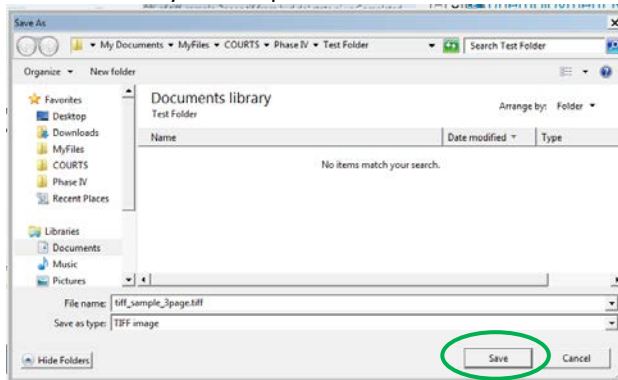 Save As
My Documents ▾ MyFiles ▾ COURTS ▾ Phase IV ▾ Test Folder
Search Test Folder
Organize ▾ New folder
Favorites
Desktop
Downloads
MyFiles
COURTS
Phase IV
Recent Places
Libraries
Documents
Music
Pictures
Documents library
Test Folder
Arrange by: Folder ▾
Name Date modified Type
No items match your search.
File name: tiff_sample_3page.tiff
Save as type: TIFF image
Hide Folders
Save Cancel